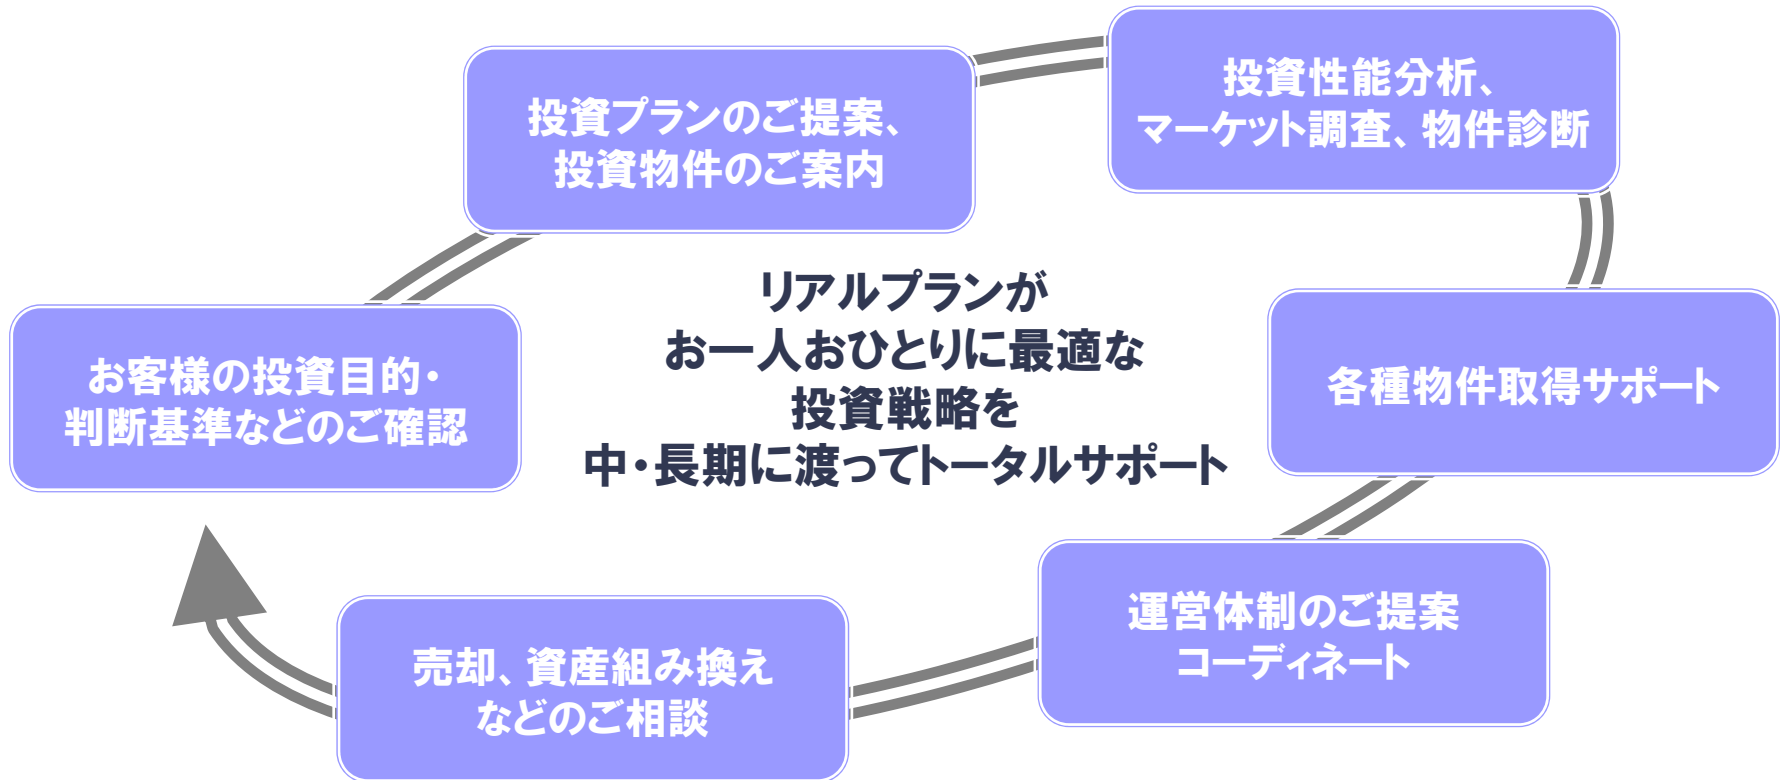 お客様の投資目的・
判断基準などのご確認
投資プランのご提案、
投資物件のご案内
投資性能分析、
マーケット調査、物件診断
各種物件取得サポート
運営体制のご提案
コーディネート
売却、資産組み換え
などのご相談
リアルプランが
お一人おひとりに最適な
投資戦略を
中・長期に渡ってトータルサポート